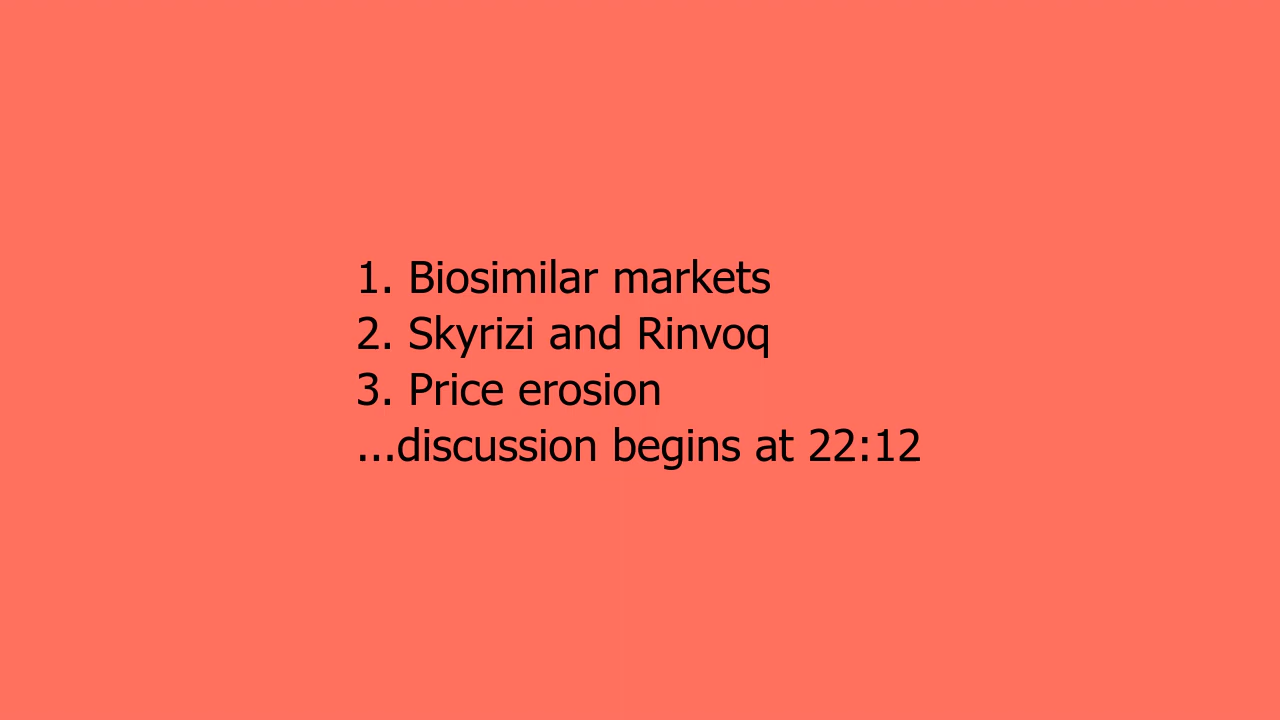 1. Biosimilar markets
2. Skyrizi and Rinvoq
3. Price erosion
...discussion begins at 22:12